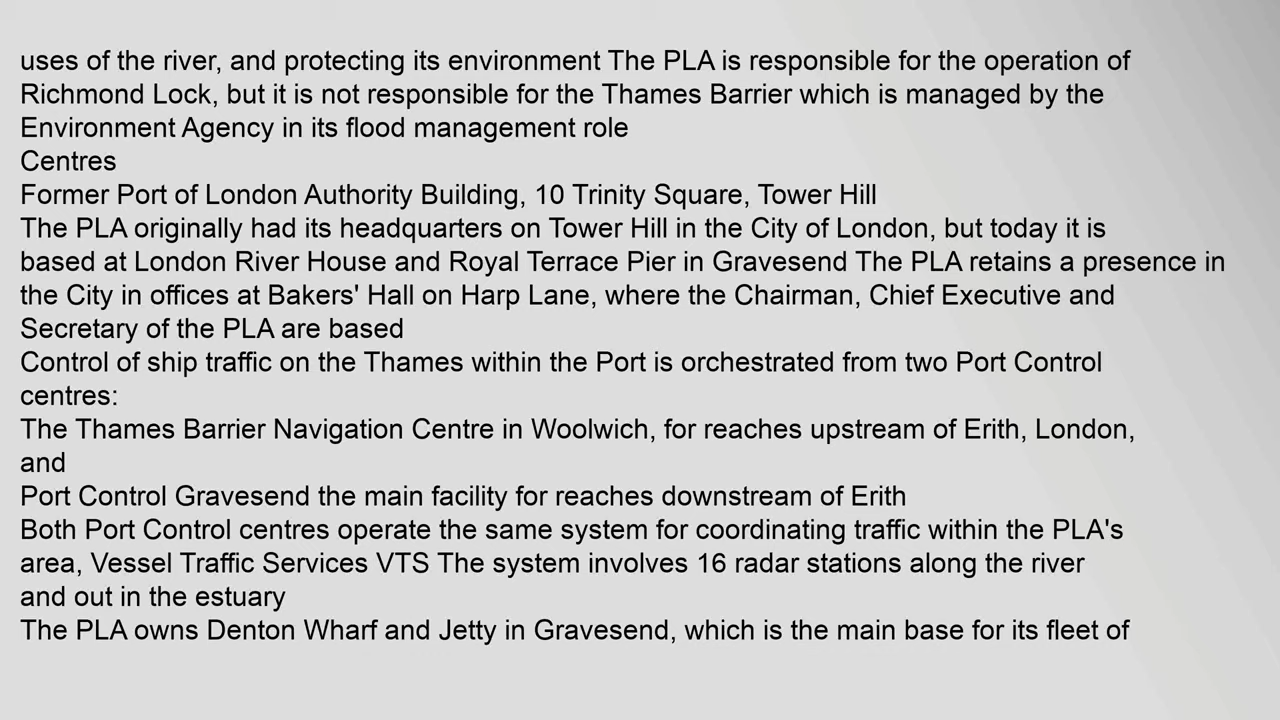 uses of the river, and protecting its environment The PLA is responsible for the operation of
Richmond Lock, but it is not responsible for the Thames Barrier which is managed by the
Environment Agency in its flood management role
Centres
Former Port of London Authority Building, 10 Trinity Square, Tower Hill
The PLA originally had its headquarters on Tower Hill in the City of London, but today it is
based at London River House and Royal Terrace Pier in Gravesend The PLA retains a presence in
the City in offices at Bakers' Hall on Harp Lane, where the Chairman, Chief Executive and
Secretary of the PLA are based
Control of ship traffic on the Thames within the Port is orchestrated from two Port Control
centres:
The Thames Barrier Navigation Centre in Woolwich, for reaches upstream of Erith, London,
and
Port Control Gravesend the main facility for reaches downstream of Erith
Both Port Control centres operate the same system for coordinating traffic within the PLA's
area, Vessel Traffic Services VTS The system involves 16 radar stations along the river
and out in the estuary
The PLA owns Denton Wharf and Jetty in Gravesend, which is the main base for its fleet of